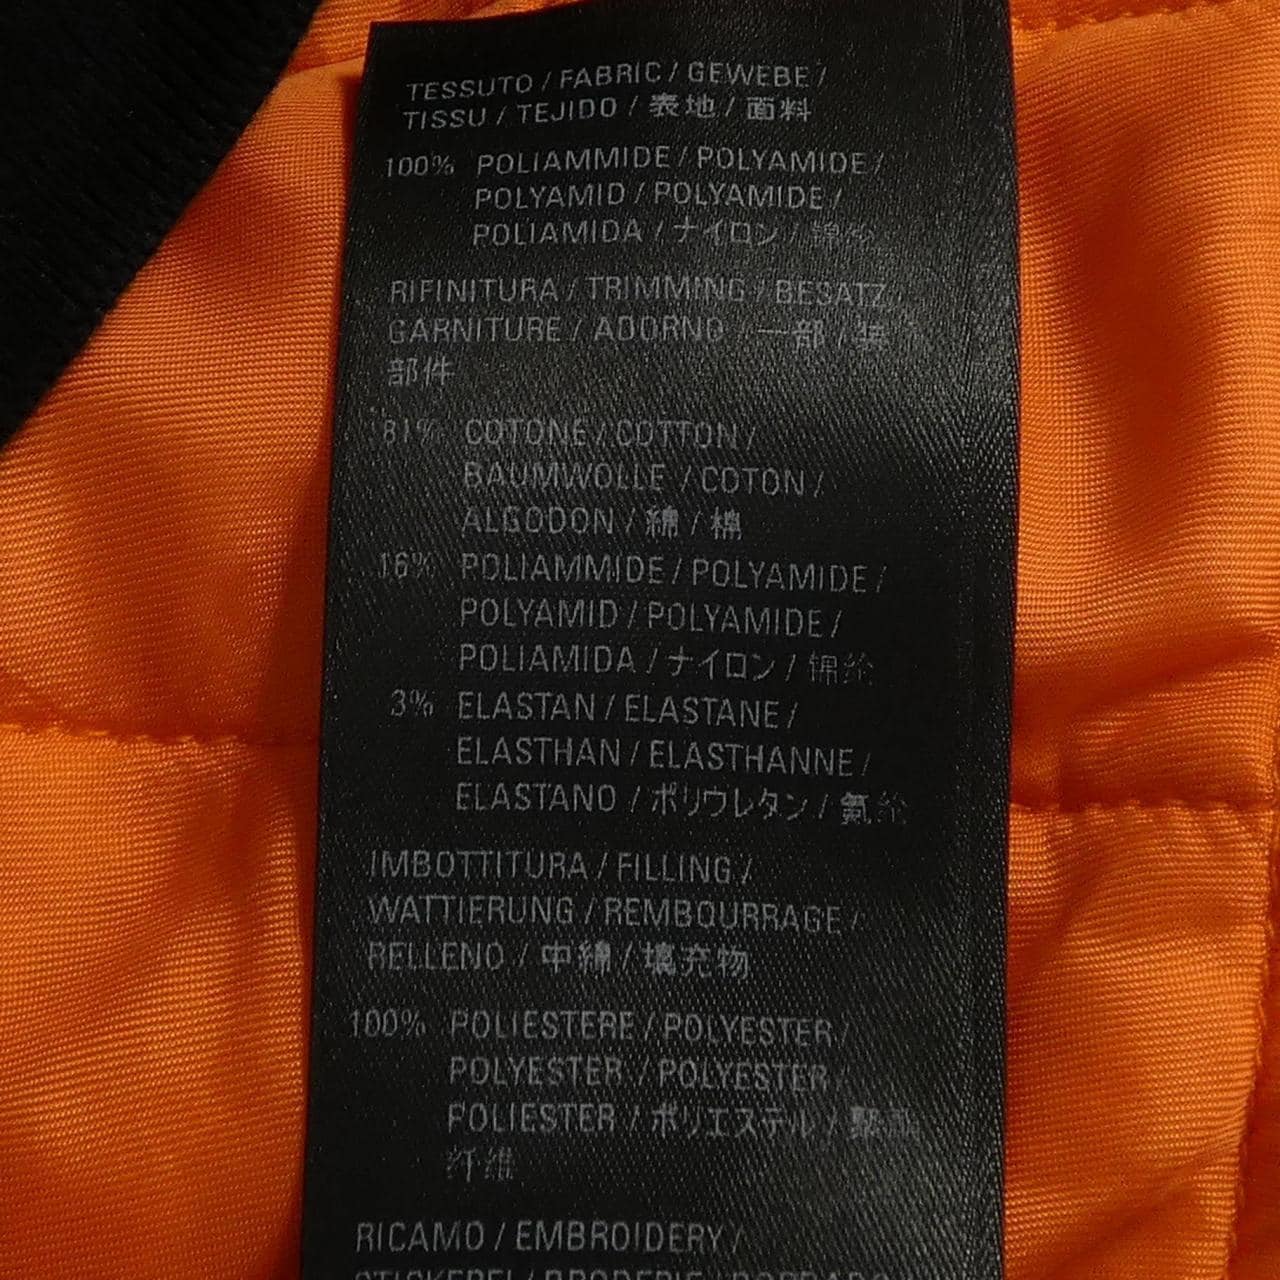 TESSUTO / FABRIC / GEWEBE /
TISSU / TEJIDO / 表地 / 面料
100% POLIAMMIDE / POLYAMIDE /
POLYAMID / POLYAMIDE /
POLIAMIDA / ナイロン / 锦纶
RIFINITURA / TRIMMING / BESATZ
GARNITURE / ADORNO / 一部 / 装
部件
81% COTONE / COTTON /
BAUMWOLLE / COTON /
ALGODON / 綿 / 棉
16% POLIAMMIDE / POLYAMIDE /
POLYAMID / POLYAMIDE /
POLIAMIDA / ナイロン / 锦纶
3% ELASTAN / ELASTANE /
ELASTHAN / ELASTHANNE /
ELASTANO / ポリウレタン / 氨纶
IMBOTTITURA / FILLING /
WATTIERUNG / REMBOURRAGE /
RELLENO / 中綿 / 填充物
100% POLIESTERE / POLYESTER /
POLYESTER / POLYESTER /
POLIESTER / ポリエステル /
纤维
RICAMO / EMBROIDERY /